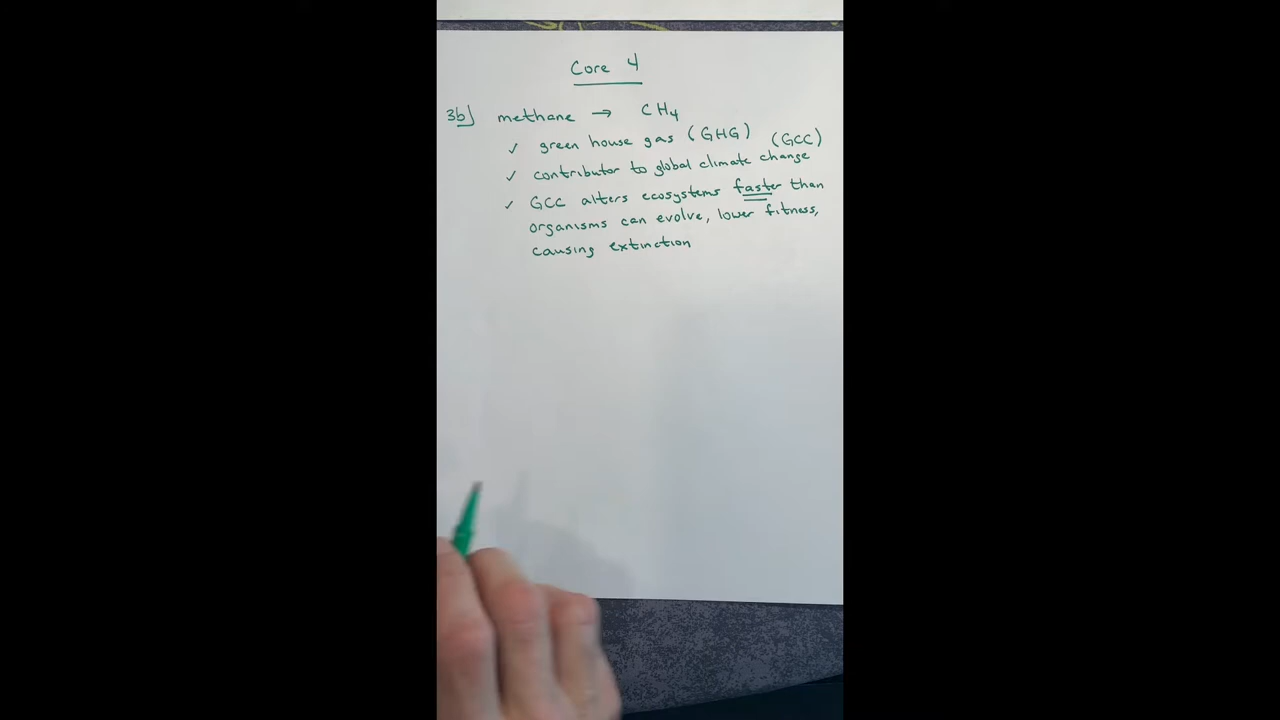 Core 4
3b) methane → CH4
✓ green house gas (GHG) (GCC)
✓ contributor to global climate change
✓ GCC alters ecosystems faster than
organisms can evolve, lower fitness,
causing extinction